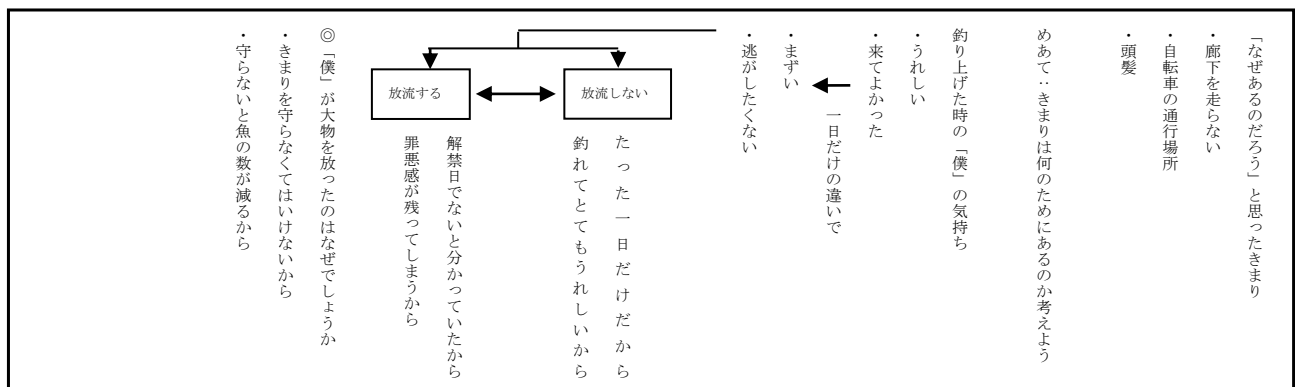 「なぜあるのだろう」と思ったきまり
・廊下を走らない
・自転車の通行場所
・頭髪
めあて：きまりは何のためにあるのか考えよう
釣り上げた時の「僕」の気持ち
・うれしい
・来てよかった
一日だけの違いで
・まずい
・逃がしたくない
放流しない
たった一日だけだから
釣れてとてもうれしいから
放流する
解禁日でないと分かっていたから
罪悪感が残ってしまうから
◎「僕」が大物を放ったのはなぜでしょうか
・きまりを守らなくてはいけないから
・守らないと魚の数が減るから